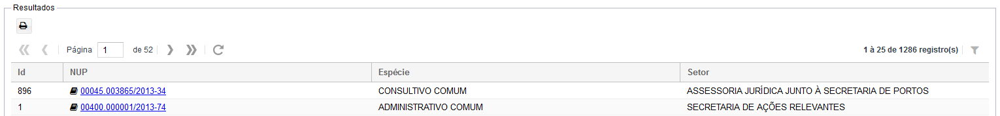 Resultados
Página 1 de 52 1 à 25 de 1286 registro(s)
Id NUP Espécie Setor
896 00045.003865/2013-34 CONSULTIVO COMUM ASSESSORIA JURÍDICA JUNTO À SECRETARIA DE PORTOS
1 00400.000001/2013-74 ADMINISTRATIVO COMUM SECRETARIA DE AÇÕES RELEVANTES